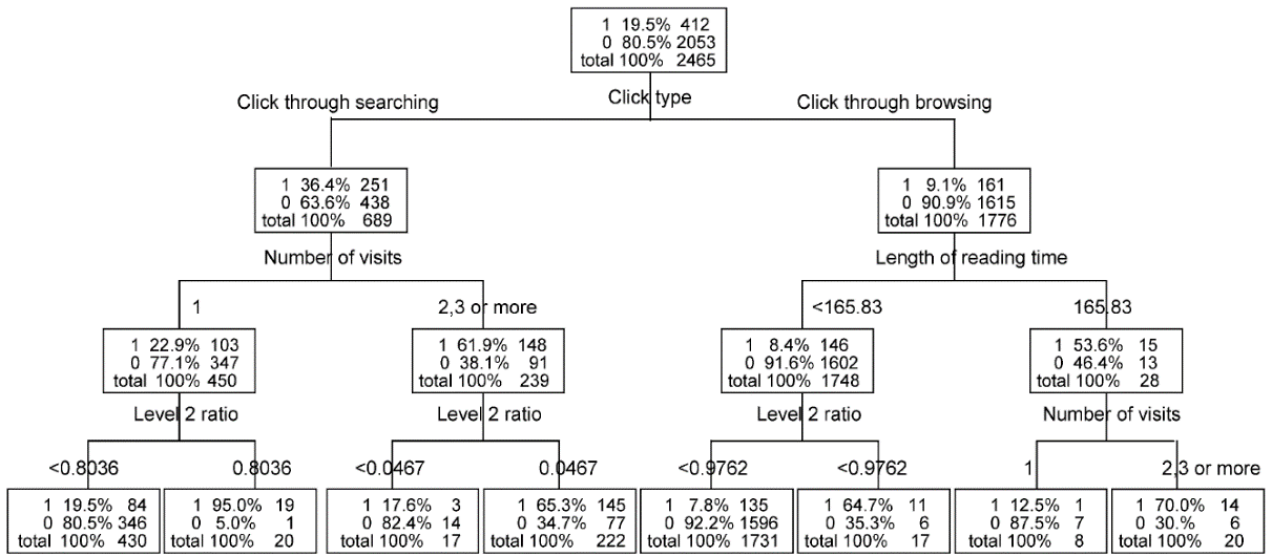 1 19.5% 412
0 80.5% 2053
total 100% 2465
Click type
Click through searching
Click through browsing
1 36.4% 251
0 63.6% 438
total 100% 689
Number of visits
1 9.1% 161
0 90.9% 1615
total 100% 1776
Length of reading time
1
2,3 or more
<165.83
165.83
1 22.9% 103
0 77.1% 347
total 100% 450
Level 2 ratio
1 61.9% 148
0 38.1% 91
total 100% 239
Level 2 ratio
1 8.4% 146
0 91.6% 1602
total 100% 1748
Level 2 ratio
1 53.6% 15
0 46.4% 13
total 100% 28
Number of visits
<0.8036
0.8036
<0.0467
0.0467
<0.9762
<0.9762
1
2,3 or more
1 19.5% 84
0 80.5% 346
total 100% 430
1 95.0% 19
0 5.0% 1
total 100% 20
1 17.6% 3
0 82.4% 14
total 100% 17
1 65.3% 145
0 34.7% 77
total 100% 222
1 7.8% 135
0 92.2% 1596
total 100% 1731
1 64.7% 11
0 35.3% 6
total 100% 17
1 12.5% 1
0 87.5% 7
total 100% 8
1 70.0% 14
0 30.% 6
total 100% 20